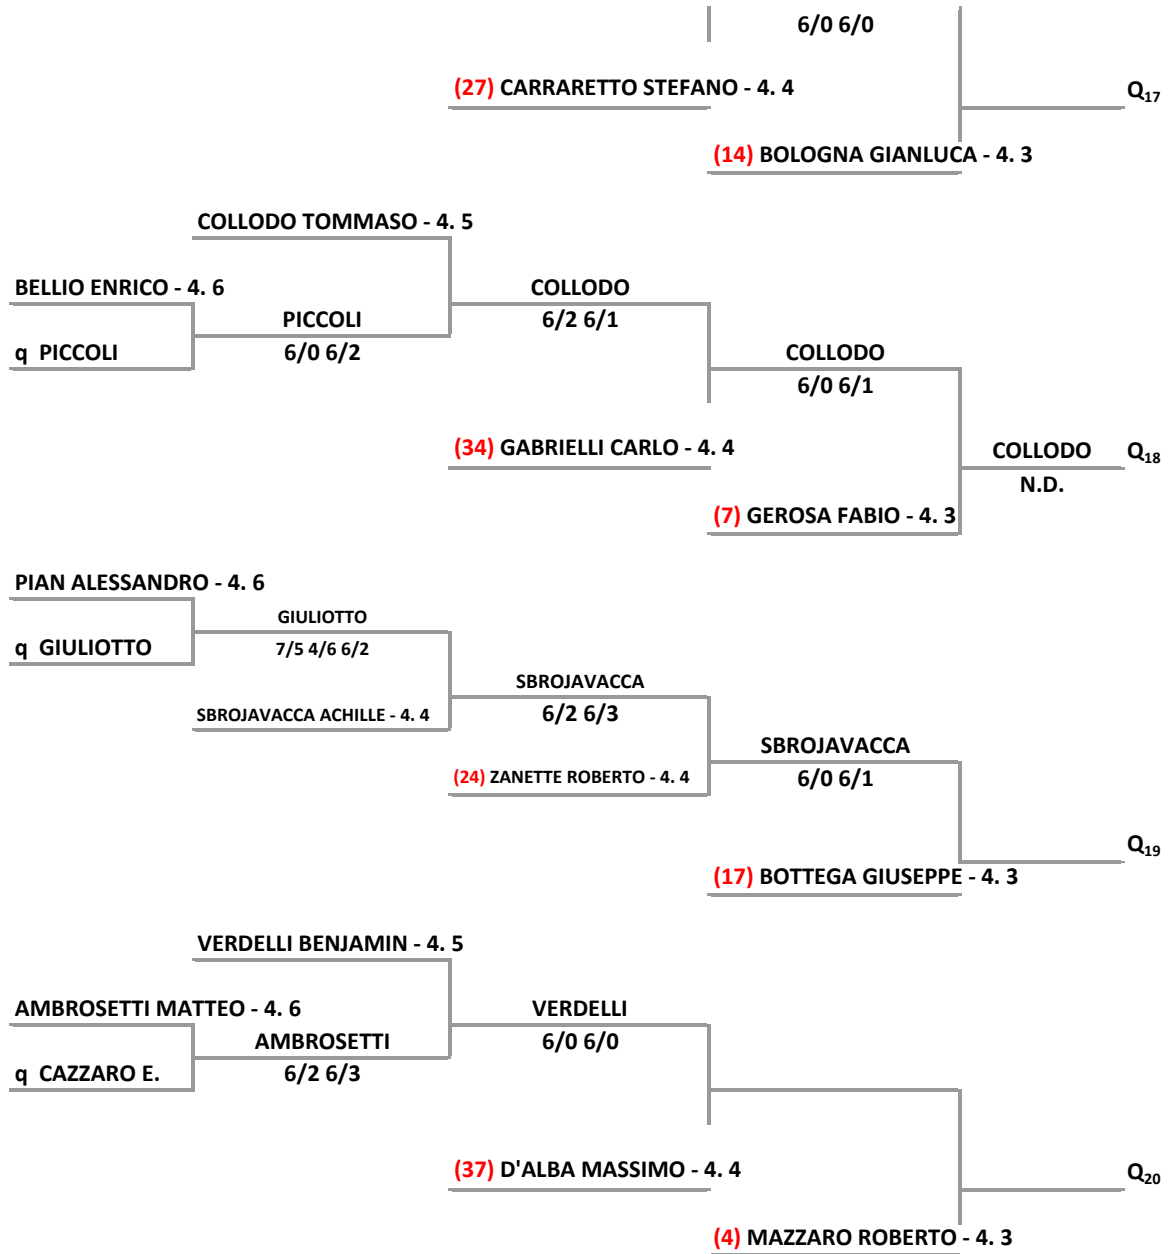 6/0 6/0
(27) CARRARETTO STEFANO - 4. 4
Q17
(14) BOLOGNA GIANLUCA - 4. 3
COLLODO TOMMASO - 4. 5
BELLIO ENRICO - 4. 6
COLLODO
PICCOLI
6/2 6/1
q PICCOLI
6/0 6/2
COLLODO
6/0 6/1
(34) GABRIELLI CARLO - 4. 4
COLLODO
Q18
N.D.
(7) GEROSA FABIO - 4. 3
PIAN ALESSANDRO - 4. 6
GIULIOTTO
q GIULIOTTO
7/5 4/6 6/2
SBROJAVACCA
SBROJAVACCA ACHILLE - 4. 4
6/2 6/3
SBROJAVACCA
(24) ZANETTE ROBERTO - 4. 4
6/0 6/1
Q19
(17) BOTTEGA GIUSEPPE - 4. 3
VERDELLI BENJAMIN - 4. 5
AMBROSETTI MATTEO - 4. 6
VERDELLI
AMBROSETTI
6/0 6/0
q CAZZARO E.
6/2 6/3
(37) D'ALBA MASSIMO - 4. 4
Q20
(4) MAZZARO ROBERTO - 4. 3